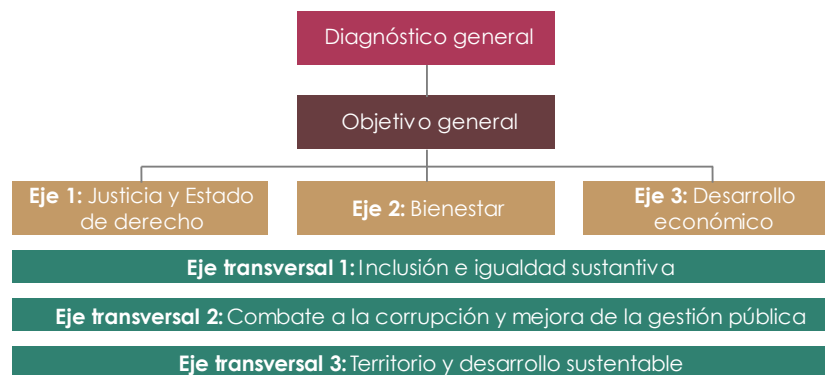 Diagnóstico general
Objetivo general
Eje 1: Justicia y Estado
de derecho
Eje 2: Bienestar
Eje 3: Desarrollo
económico
Eje transversal 1: Inclusión e igualdad sustantiva
Eje transversal 2: Combate a la corrupción y mejora de la gestión pública
Eje transversal 3: Territorio y desarrollo sustentable